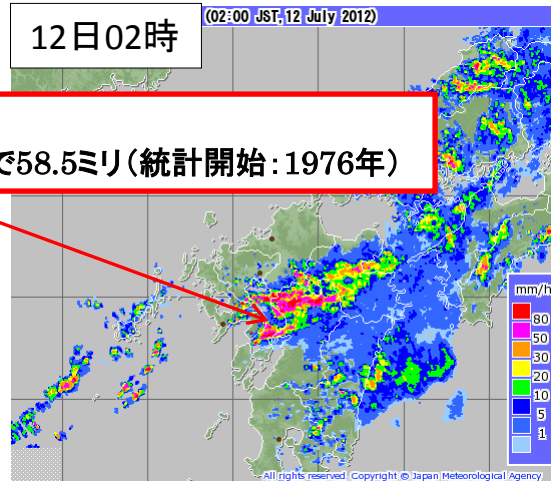 12日02時
(02:00 JST,12 July 2012)
で58.5ミリ(統計開始:1976年)
mm/h
80
50
30
20
10
5
1
All rights reserved. Copyright © Japan Meteorological Agency